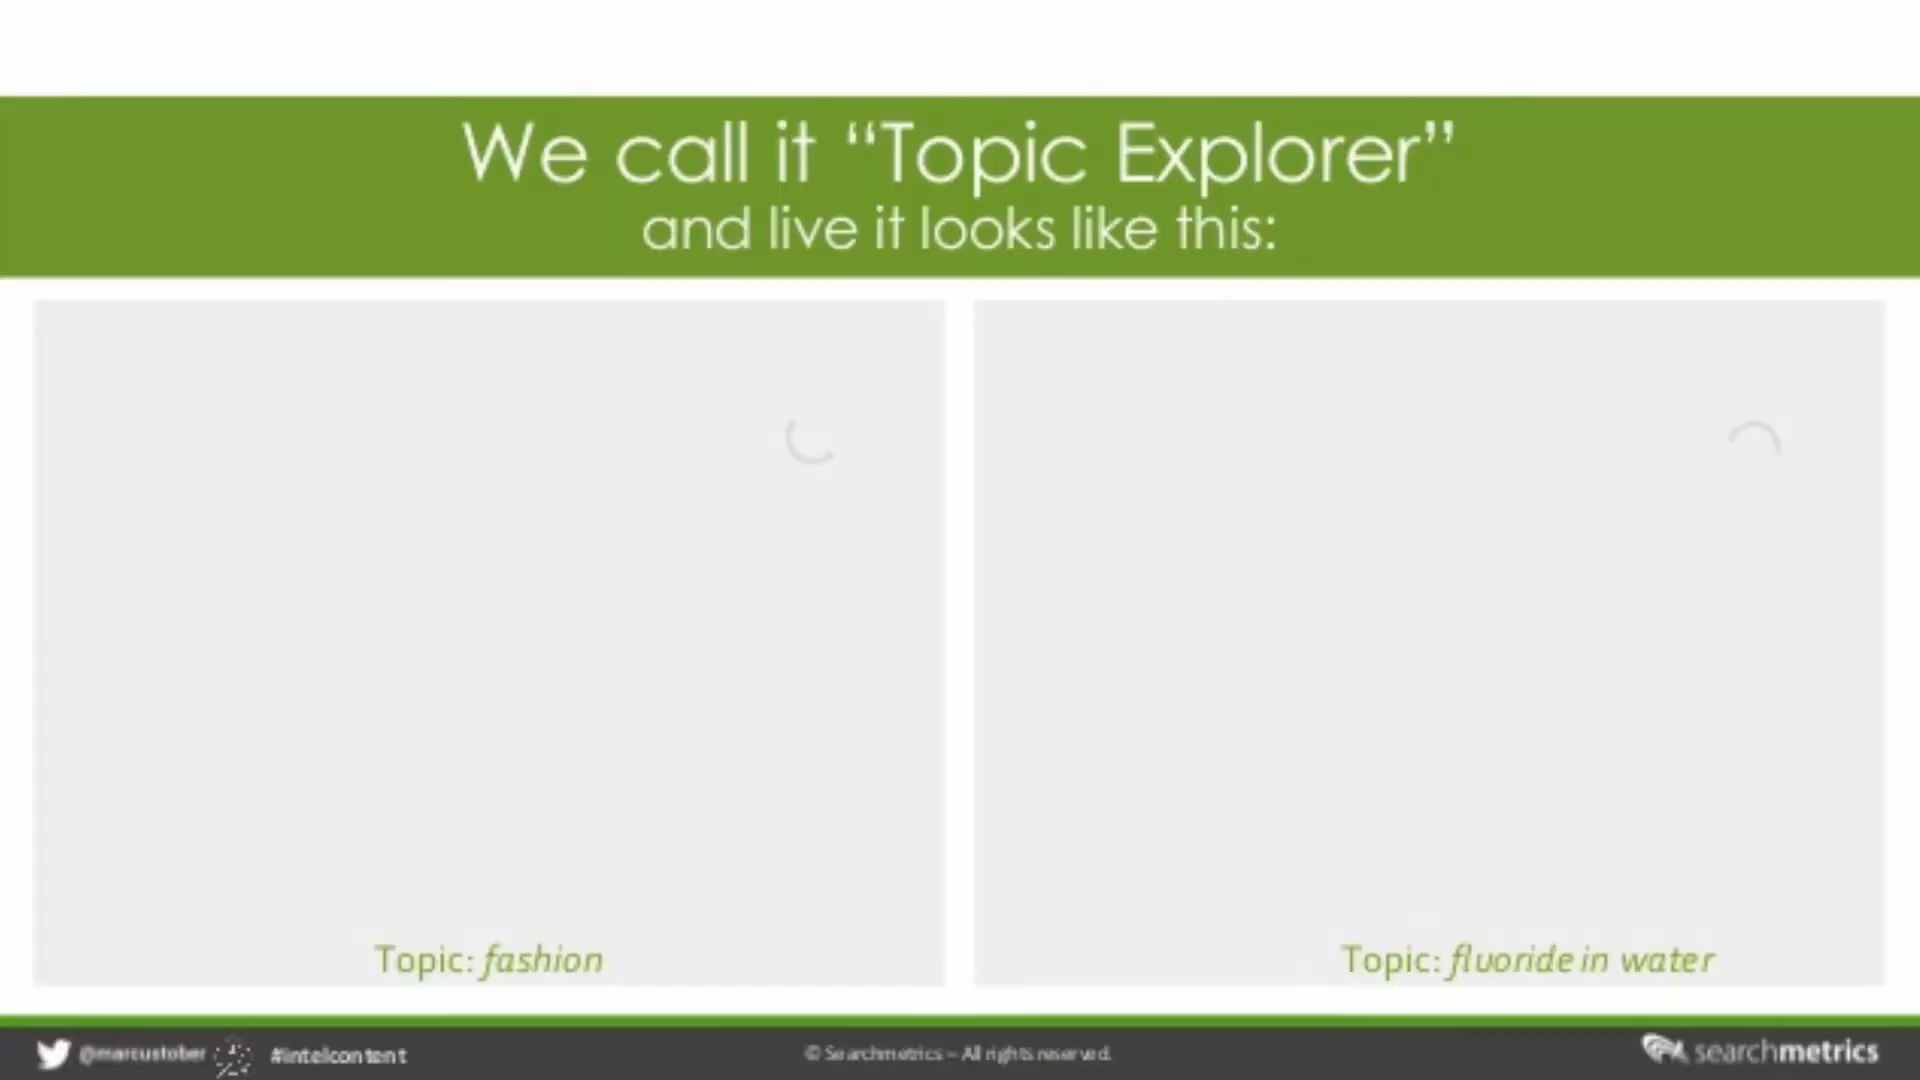 We call it “Topic Explorer”
and live it looks like this:
Topic: fashion
Topic: fluoride in water
@marcustober #intelcontent
© Searchmetrics – All rights reserved.
searchmetrics